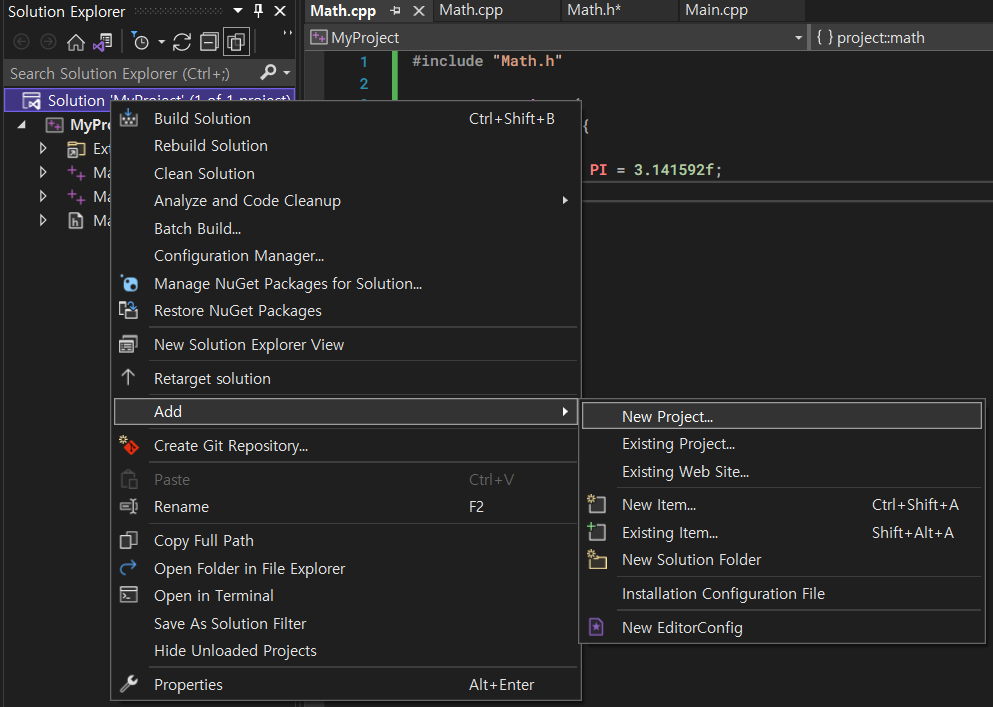 Solution Explorer
Search Solution Explorer (Ctrl+;)
Solution 'MyProject' (1 of 1 project)
MyPro
Ext
Ma
Ma
Ma
Math.cpp
Math.cpp
Math.h*
Main.cpp
MyProject
{ } project::math
1 #include "Math.h"
2
{
PI = 3.141592f;
Build Solution Ctrl+Shift+B
Rebuild Solution
Clean Solution
Analyze and Code Cleanup
Batch Build...
Configuration Manager...
Manage NuGet Packages for Solution...
Restore NuGet Packages
New Solution Explorer View
Retarget solution
Add
Create Git Repository...
Paste Ctrl+V
Rename F2
Copy Full Path
Open Folder in File Explorer
Open in Terminal
Save As Solution Filter
Hide Unloaded Projects
Properties Alt+Enter
New Project...
Existing Project...
Existing Web Site...
New Item... Ctrl+Shift+A
Existing Item... Shift+Alt+A
New Solution Folder
Installation Configuration File
New EditorConfig